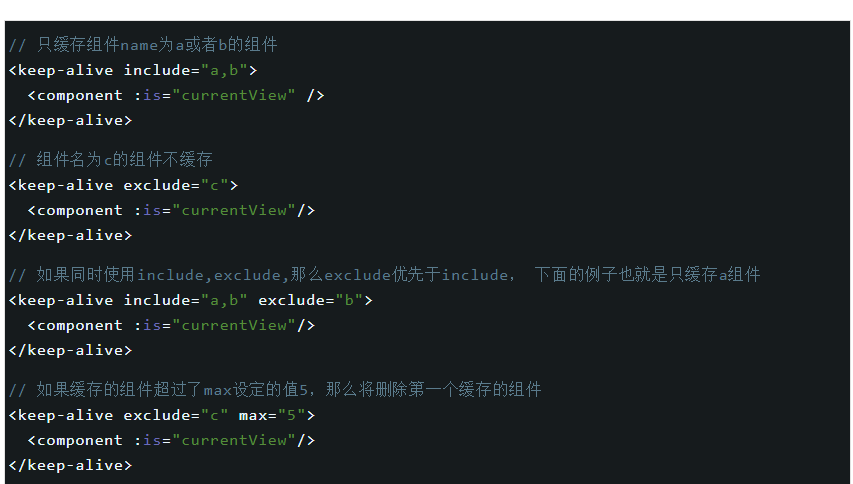 // 只缓存组件name为a或者b的组件
<keep-alive include="a,b">
  <component :is="currentView" />
</keep-alive>
// 组件名为c的组件不缓存
<keep-alive exclude="c">
  <component :is="currentView"/>
</keep-alive>
// 如果同时使用include,exclude,那么exclude优先于include， 下面的例子也就是只缓存a组件
<keep-alive include="a,b" exclude="b">
  <component :is="currentView"/>
</keep-alive>
// 如果缓存的组件超过了max设定的值5，那么将删除第一个缓存的组件
<keep-alive exclude="c" max="5">
  <component :is="currentView"/>
</keep-alive>